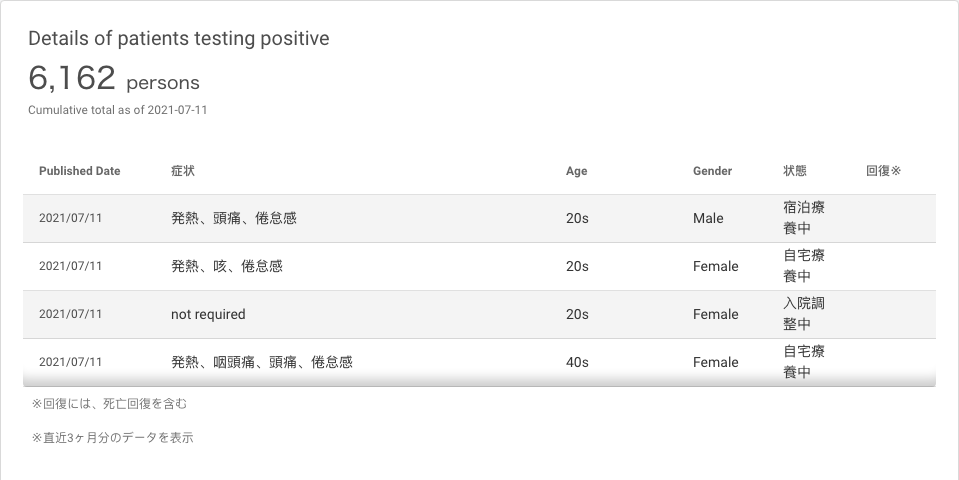 Details of patients testing positive
6,162 persons
Cumulative total as of 2021-07-11
Published Date 症状 Age Gender 状態 回復※
2021/07/11 発熱、頭痛、倦怠感 20s Male 宿泊療
養中
2021/07/11 発熱、咳、倦怠感 20s Female 自宅療
養中
2021/07/11 not required 20s Female 入院調
整中
2021/07/11 発熱、咽頭痛、頭痛、倦怠感 40s Female 自宅療
養中
※回復には、死亡回復を含む
※直近3ヶ月分のデータを表示